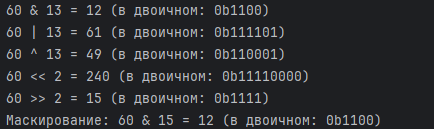 60 & 13 = 12 (в двоичном: 0b1100)
60 | 13 = 61 (в двоичном: 0b111101)
60 ^ 13 = 49 (в двоичном: 0b110001)
60 << 2 = 240 (в двоичном: 0b11110000)
60 >> 2 = 15 (в двоичном: 0b1111)
Маскирование: 60 & 15 = 12 (в двоичном: 0b1100)